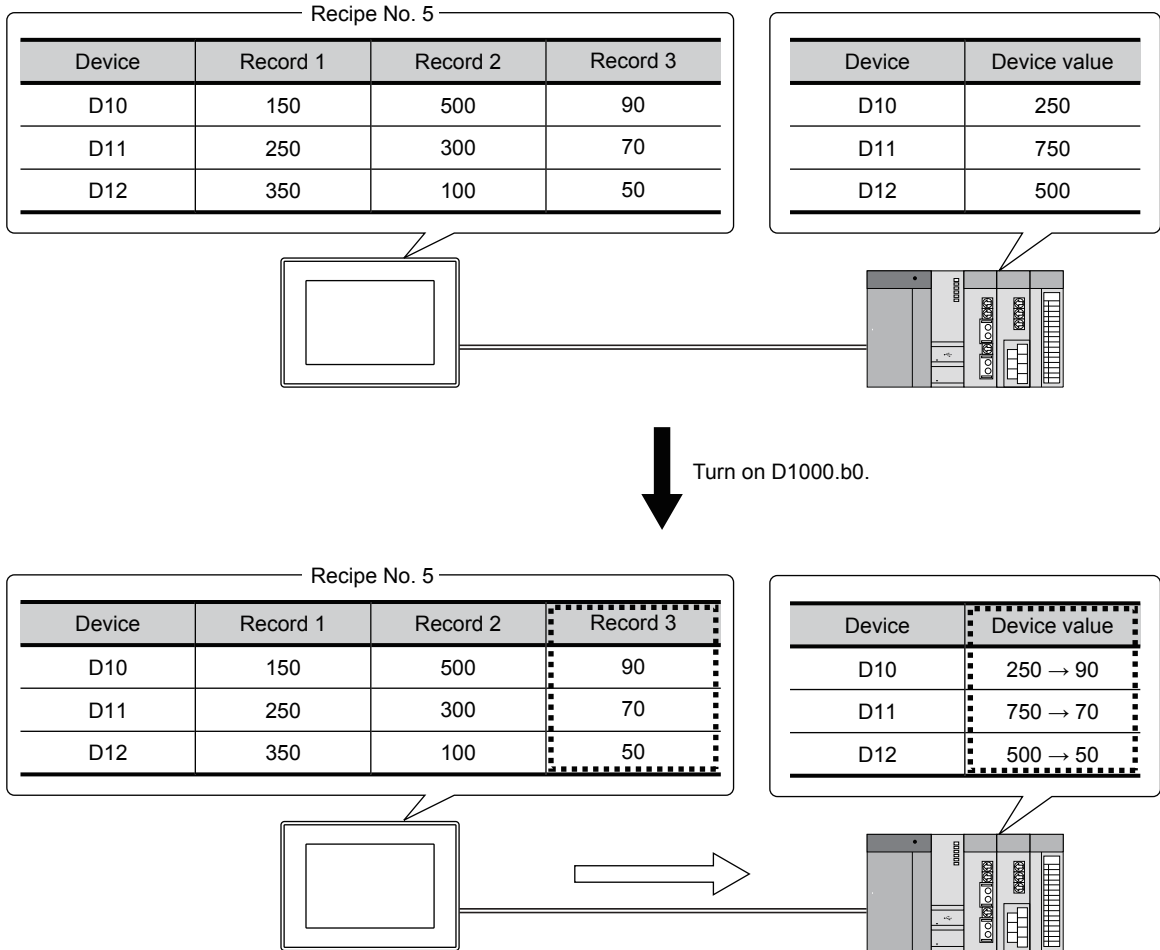 Recipe No. 5
Device Record 1 Record 2 Record 3
D10 150 500 90
D11 250 300 70
D12 350 100 50
Device Device value
D10 250
D11 750
D12 500
Turn on D1000.b0.
Recipe No. 5
Device Record 1 Record 2 Record 3
D10 150 500 90
D11 250 300 70
D12 350 100 50
Device Device value
D10 250 → 90
D11 750 → 70
D12 500 → 50